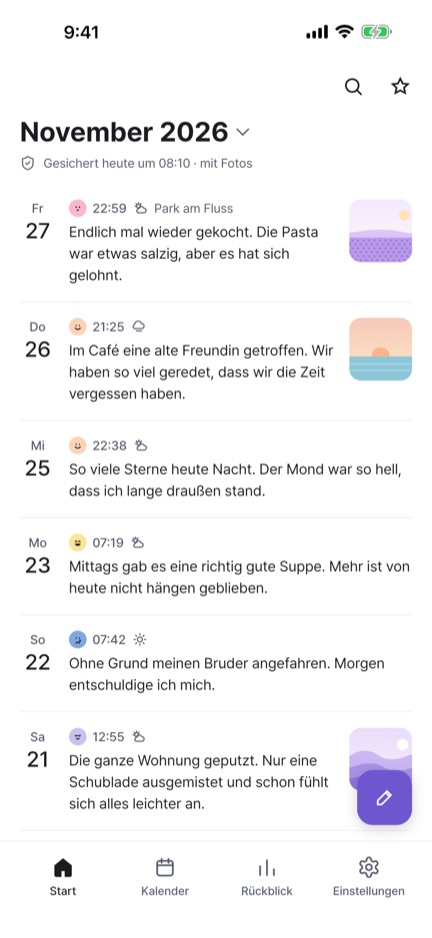 9:41
November 2026
Gesichert heute um 08:10 · mit Fotos
Fr
27
22:59 Park am Fluss
Endlich mal wieder gekocht. Die Pasta
war etwas salzig, aber es hat sich
gelohnt.
Do
26
21:25
Im Café eine alte Freundin getroffen. Wir
haben so viel geredet, dass wir die Zeit
vergessen haben.
Mi
25
22:38
So viele Sterne heute Nacht. Der Mond war so hell,
dass ich lange draußen stand.
Mo
23
07:19
Mittags gab es eine richtig gute Suppe. Mehr ist von
heute nicht hängen geblieben.
So
22
07:42
Ohne Grund meinen Bruder angefahren. Morgen
entschuldige ich mich.
Sa
21
12:55
Die ganze Wohnung geputzt. Nur eine
Schublade ausgemistet und schon fühlt
sich alles leichter an.
Start
Kalender
Rückblick
Einstellungen